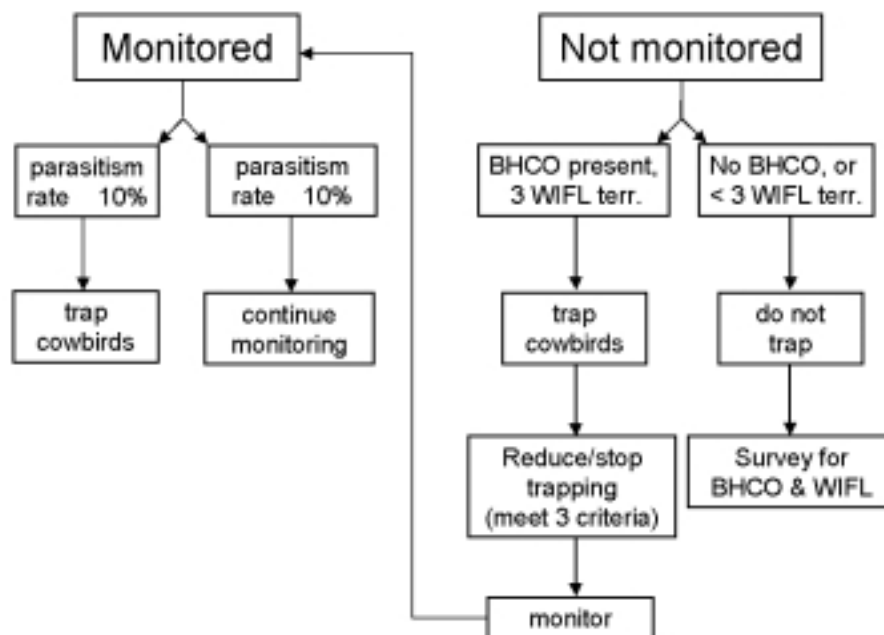 Monitored
Not monitored
parasitism
rate 10%
parasitism
rate 10%
BHCO present,
3 WIFL terr.
No BHCO, or
< 3 WIFL terr.
trap
cowbirds
continue
monitoring
trap
cowbirds
do not
trap
Reduce/stop
trapping
(meet 3 criteria)
Survey for
BHCO & WIFL
monitor